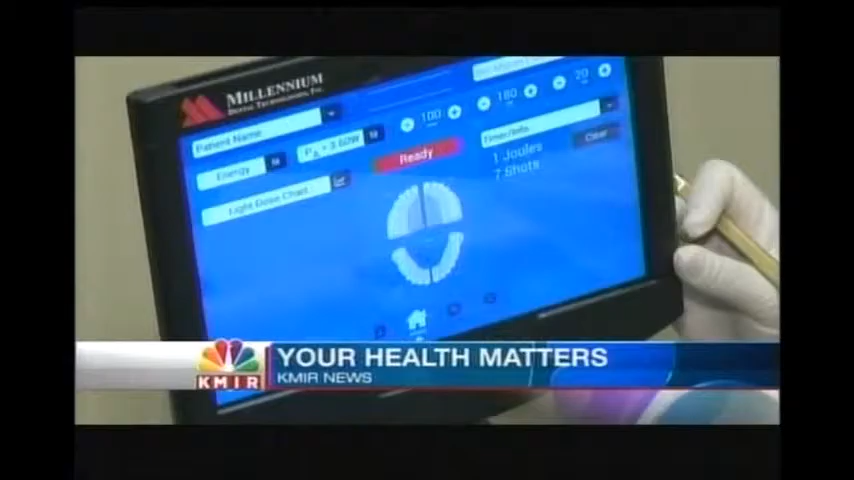 MILLENNIUM
DENTAL TECHNOLOGIES, INC.
Patient Name
100
180
20
Energy
Timer/Info
Clear
Ready
1 Joules
7 Shots
Light Dose Chart
YOUR HEALTH MATTERS
KMIR
KMIR NEWS